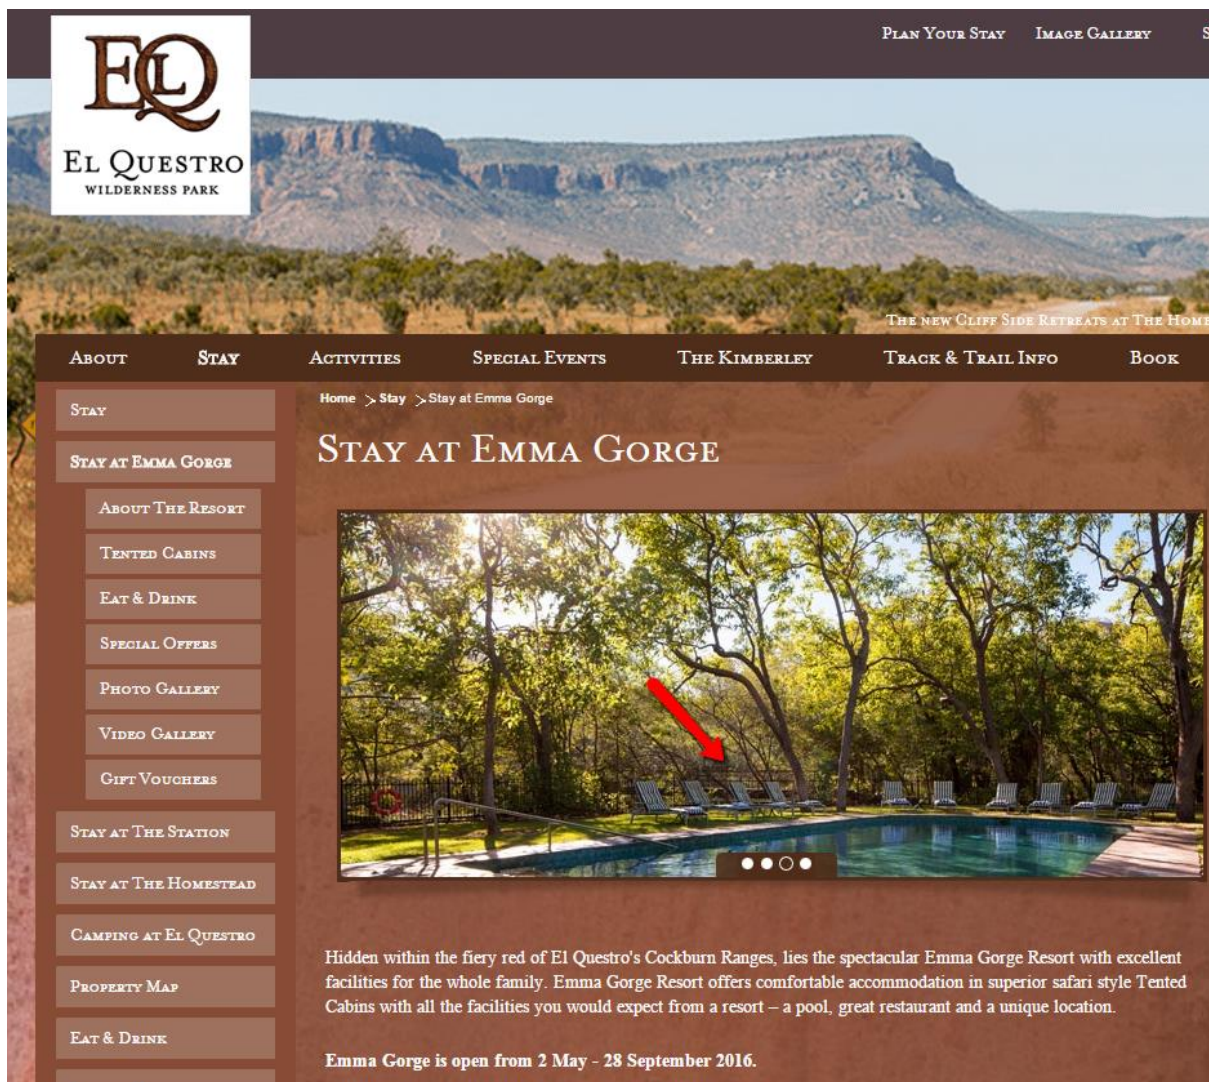 PLAN YOUR STAY
IMAGE GALLERY
EL QUESTRO
WILDERNESS PARK
THE NEW CLIFF SIDE RETREATS AT THE
ABOUT
STAY
ACTIVITIES
SPECIAL EVENTS
THE KIMBERLEY
TRACK & TRAIL INFO
BOOK
STAY
STAY AT EMMA GORGE
ABOUT THE RESORT
TENTED CABINS
EAT & DRINK
SPECIAL OFFERS
PHOTO GALLERY
VIDEO GALLERY
GIFT VOUCHERS
STAY AT THE STATION
STAY AT THE HOMESTEAD
CAMPING AT EL QUESTRO
PROPERTY MAP
EAT & DRINK
Home > Stay > Stay at Emma Gorge
STAY AT EMMA GORGE
Hidden within the fiery red of El Questro's Cockburn Ranges, lies the spectacular Emma Gorge Resort with excellent
facilities for the whole family. Emma Gorge Resort offers comfortable accommodation in superior safari style Tented
Cabins with all the facilities you would expect from a resort – a pool, great restaurant and a unique location.
Emma Gorge is open from 2 May - 28 September 2016.